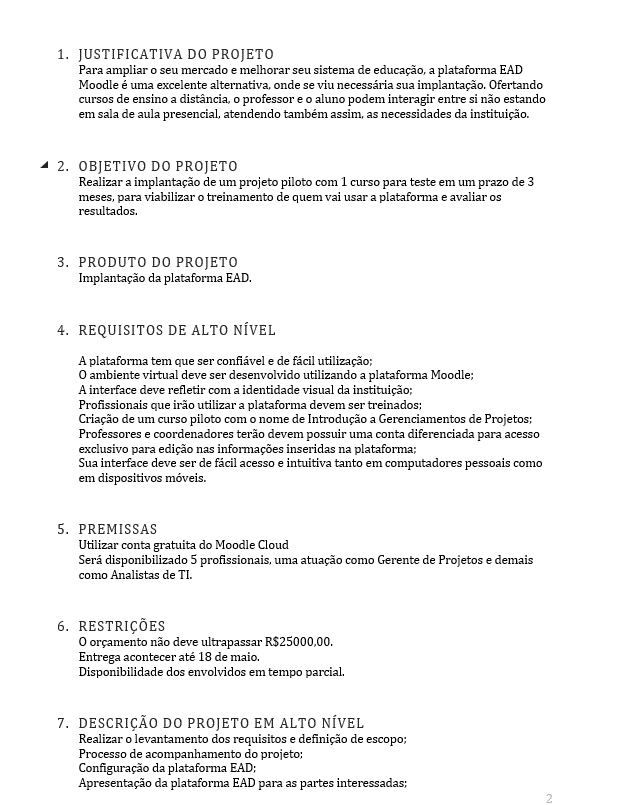 1. JUSTIFICATIVA DO PROJETO
Para ampliar o seu mercado e melhorar seu sistema de educação, a plataforma EAD
Moodle é uma excelente alternativa, onde se viu necessária sua implantação. Ofertando
cursos de ensino a distância, o professor e o aluno podem interagir entre si não estando
em sala de aula presencial, atendendo também assim, as necessidades da instituição.
2. OBJETIVO DO PROJETO
Realizar a implantação de um projeto piloto com 1 curso para teste em um prazo de 3
meses, para viabilizar o treinamento de quem vai usar a plataforma e avaliar os
resultados.
3. PRODUTO DO PROJETO
Implantação da plataforma EAD.
4. REQUISITOS DE ALTO NÍVEL
A plataforma tem que ser confiável e de fácil utilização;
O ambiente virtual deve ser desenvolvido utilizando a plataforma Moodle;
A interface deve refletir com a identidade visual da instituição;
Profissionais que irão utilizar a plataforma devem ser treinados;
Criação de um curso piloto com o nome de Introdução a Gerenciamentos de Projetos;
Professores e coordenadores terão devem possuir uma conta diferenciada para acesso
exclusivo para edição nas informações inseridas na plataforma;
Sua interface deve ser de fácil acesso e intuitiva tanto em computadores pessoais como
em dispositivos móveis.
5. PREMISSAS
Utilizar conta gratuita do Moodle Cloud
Será disponibilizado 5 profissionais, uma atuação como Gerente de Projetos e demais
como Analistas de TI.
6. RESTRIÇÕES
O orçamento não deve ultrapassar R$25000,00.
Entrega acontecer até 18 de maio.
Disponibilidade dos envolvidos em tempo parcial.
7. DESCRIÇÃO DO PROJETO EM ALTO NÍVEL
Realizar o levantamento dos requisitos e definição de escopo;
Processo de acompanhamento do projeto;
Configuração da plataforma EAD;
Apresentação da plataforma EAD para as partes interessadas;
2